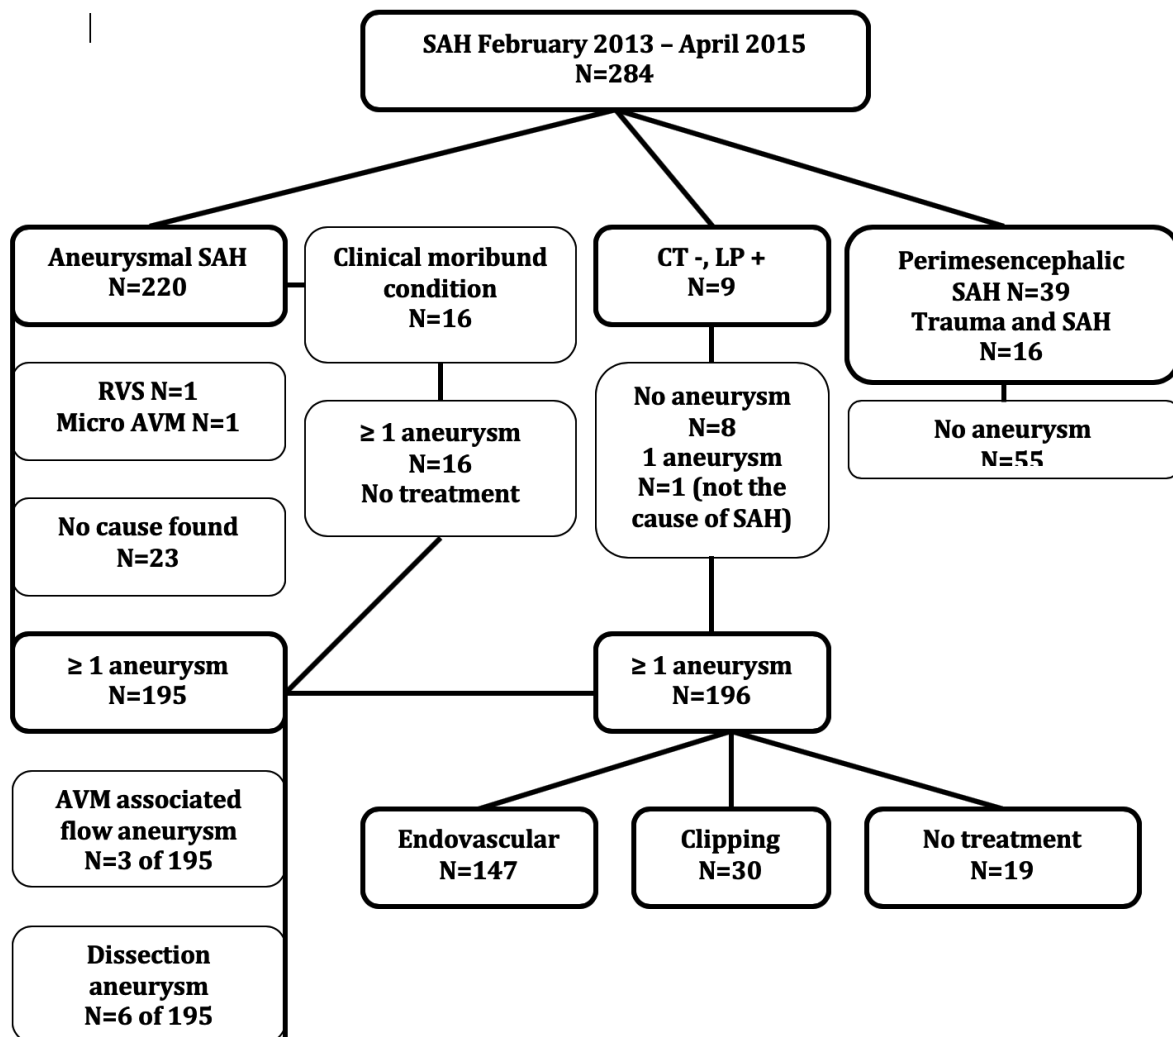 SAH February 2013 – April 2015
N=284
Aneurysmal SAH
N=220
Clinical moribund
condition
N=16
CT -, LP +
N=9
Perimesencephalic
SAH N=39
Trauma and SAH
N=16
RVS N=1
Micro AVM N=1
≥ 1 aneurysm
N=16
No treatment
No aneurysm
N=8
1 aneurysm
N=1 (not the
cause of SAH)
No aneurysm
N=55
No cause found
N=23
≥ 1 aneurysm
N=195
≥ 1 aneurysm
N=196
AVM associated
flow aneurysm
N=3 of 195
Endovascular
N=147
Clipping
N=30
No treatment
N=19
Dissection
aneurysm
N=6 of 195